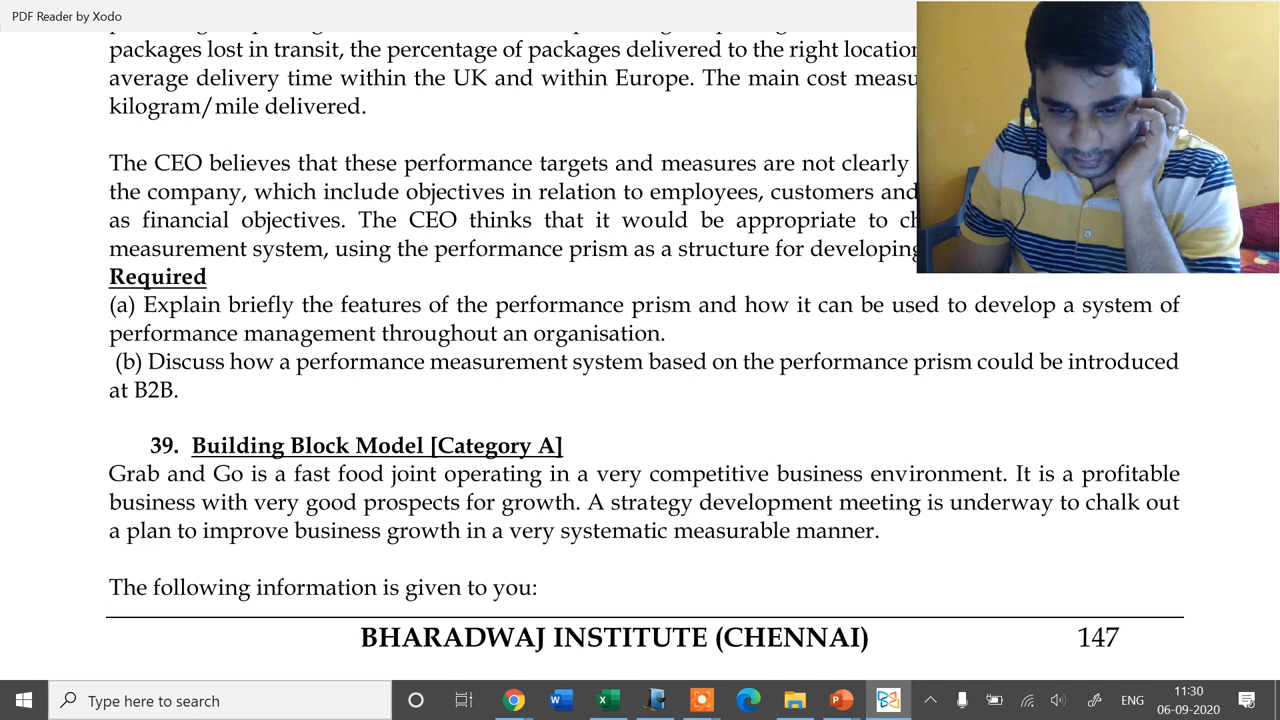 PDF Reader by Xodo
packages lost in transit, the percentage of packages delivered to the right location
average delivery time within the UK and within Europe. The main cost measu
kilogram/mile delivered.
The CEO believes that these performance targets and measures are not clearly
the company, which include objectives in relation to employees, customers and
as financial objectives. The CEO thinks that it would be appropriate to ch
measurement system, using the performance prism as a structure for developing
Required
(a) Explain briefly the features of the performance prism and how it can be used to develop a system of
performance management throughout an organisation.
(b) Discuss how a performance measurement system based on the performance prism could be introduced
at B2B.
39. Building Block Model [Category A]
Grab and Go is a fast food joint operating in a very competitive business environment. It is a profitable
business with very good prospects for growth. A strategy development meeting is underway to chalk out
a plan to improve business growth in a very systematic measurable manner.
The following information is given to you:
BHARADWAJ INSTITUTE (CHENNAI) 147
Type here to search
ENG
11:30
06-09-2020